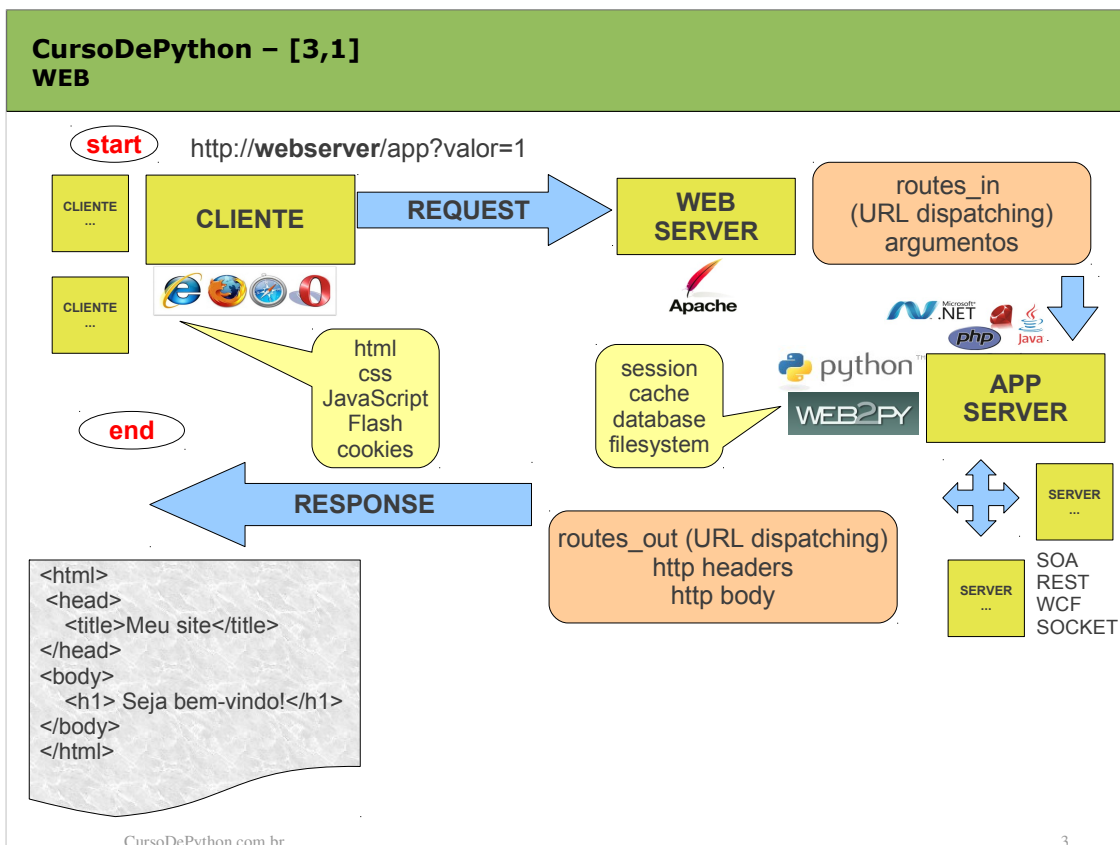 CursoDePython – [3,1]
WEB
start
http://webserver/app?valor=1
CLIENTE
...
CLIENTE
REQUEST
WEB
SERVER
routes_in
(URL dispatching)
argumentos
CLIENTE
...
Apache
Microsoft
.NET
php
Java
html
css
JavaScript
Flash
cookies
session
cache
database
filesystem
python™
WEB2PY
APP
SERVER
end
RESPONSE
SERVER
...
routes_out (URL dispatching)
http headers
http body
SERVER
...
SOA
REST
WCF
SOCKET
<html>
<head>
<title>Meu site</title>
</head>
<body>
<h1> Seja bem-vindo!</h1>
</body>
</html>
CursoDePython.com.br
3